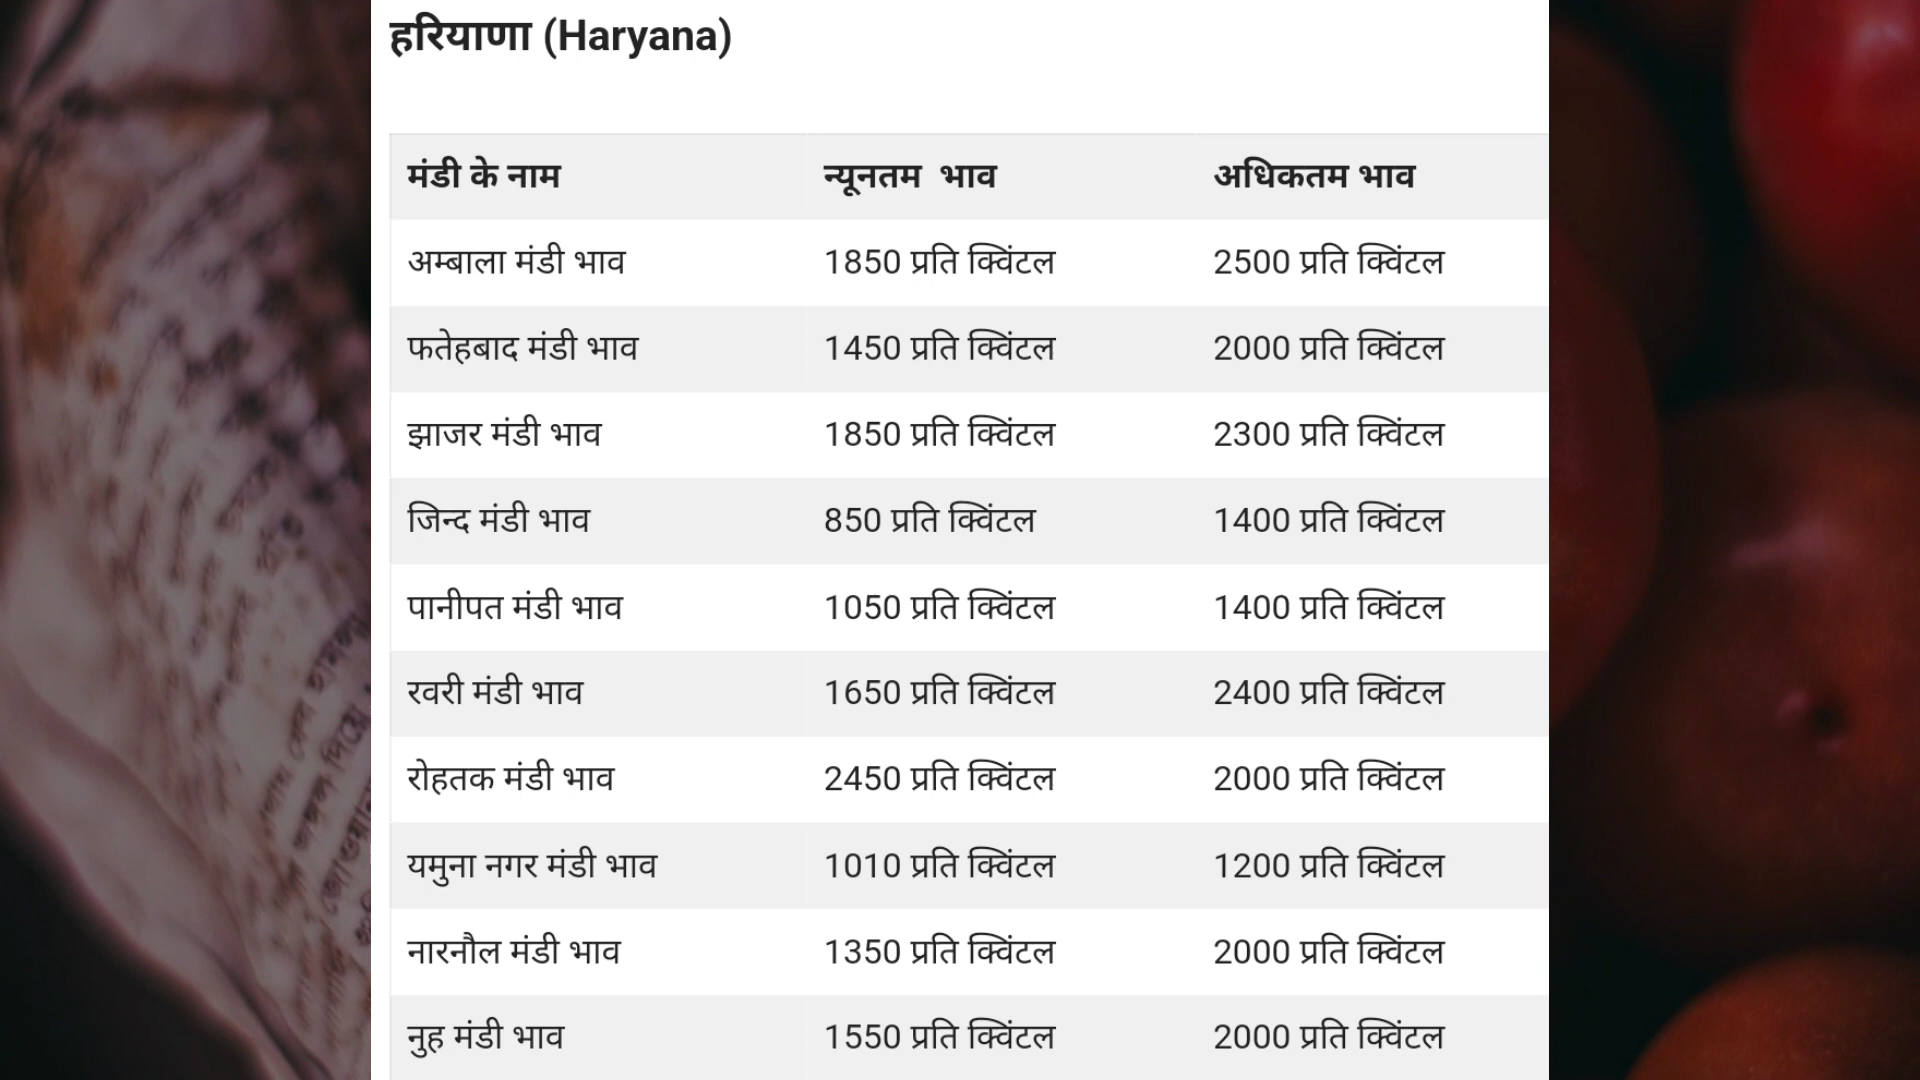 हरियाणा (Haryana)
मंडी के नाम न्यूनतम भाव अधिकतम भाव
अम्बाला मंडी भाव 1850 प्रति क्विंटल 2500 प्रति क्विंटल
फतेहबाद मंडी भाव 1450 प्रति क्विंटल 2000 प्रति क्विंटल
झाजर मंडी भाव 1850 प्रति क्विंटल 2300 प्रति क्विंटल
जिन्द मंडी भाव 850 प्रति क्विंटल 1400 प्रति क्विंटल
पानीपत मंडी भाव 1050 प्रति क्विंटल 1400 प्रति क्विंटल
रवरी मंडी भाव 1650 प्रति क्विंटल 2400 प्रति क्विंटल
रोहतक मंडी भाव 2450 प्रति क्विंटल 2000 प्रति क्विंटल
यमुना नगर मंडी भाव 1010 प्रति क्विंटल 1200 प्रति क्विंटल
नारनौल मंडी भाव 1350 प्रति क्विंटल 2000 प्रति क्विंटल
नुह मंडी भाव 1550 प्रति क्विंटल 2000 प्रति क्विंटल